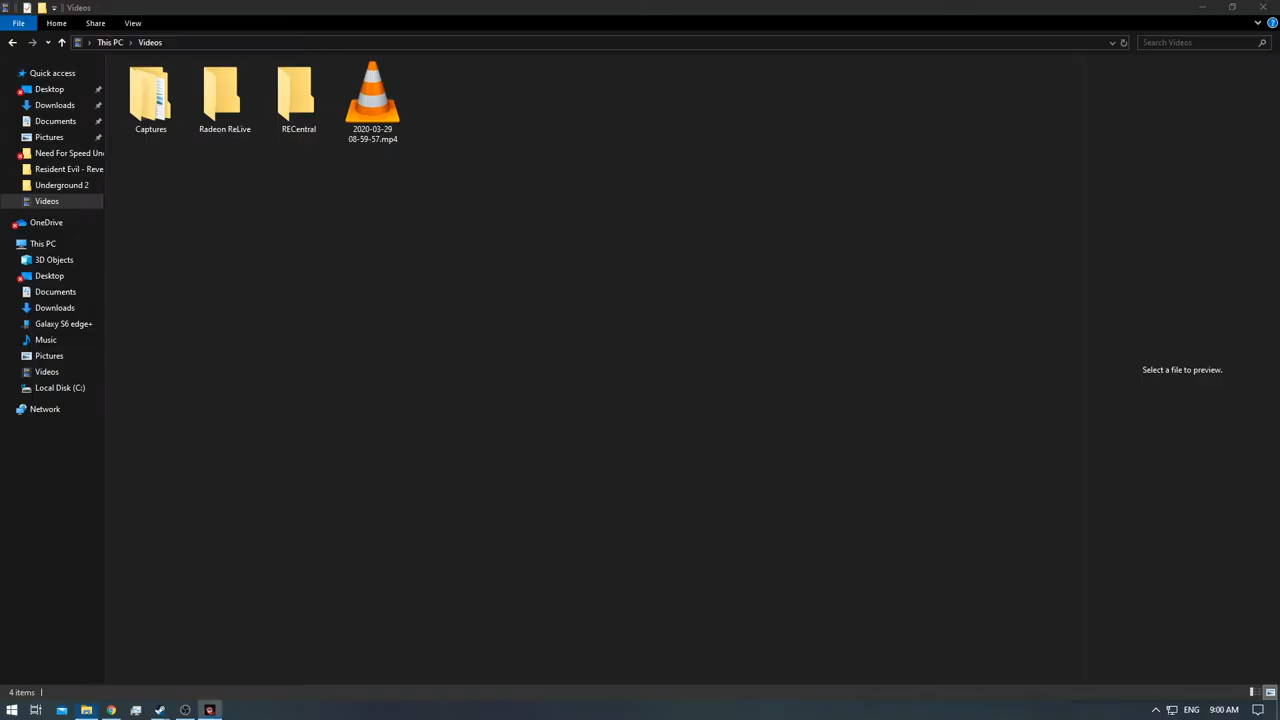 Videos
File Home Share View
This PC Videos
Search Videos
Quick access
Desktop
Downloads
Documents
Pictures
Need For Speed Un
Resident Evil - Reve
Underground 2
Videos
OneDrive
This PC
3D Objects
Desktop
Documents
Downloads
Galaxy S6 edge+
Music
Pictures
Videos
Local Disk (C:)
Network
Captures
Radeon ReLive
RECentral
2020-03-29
08-59-57.mp4
Select a file to preview.
4 items
ENG 9:00 AM